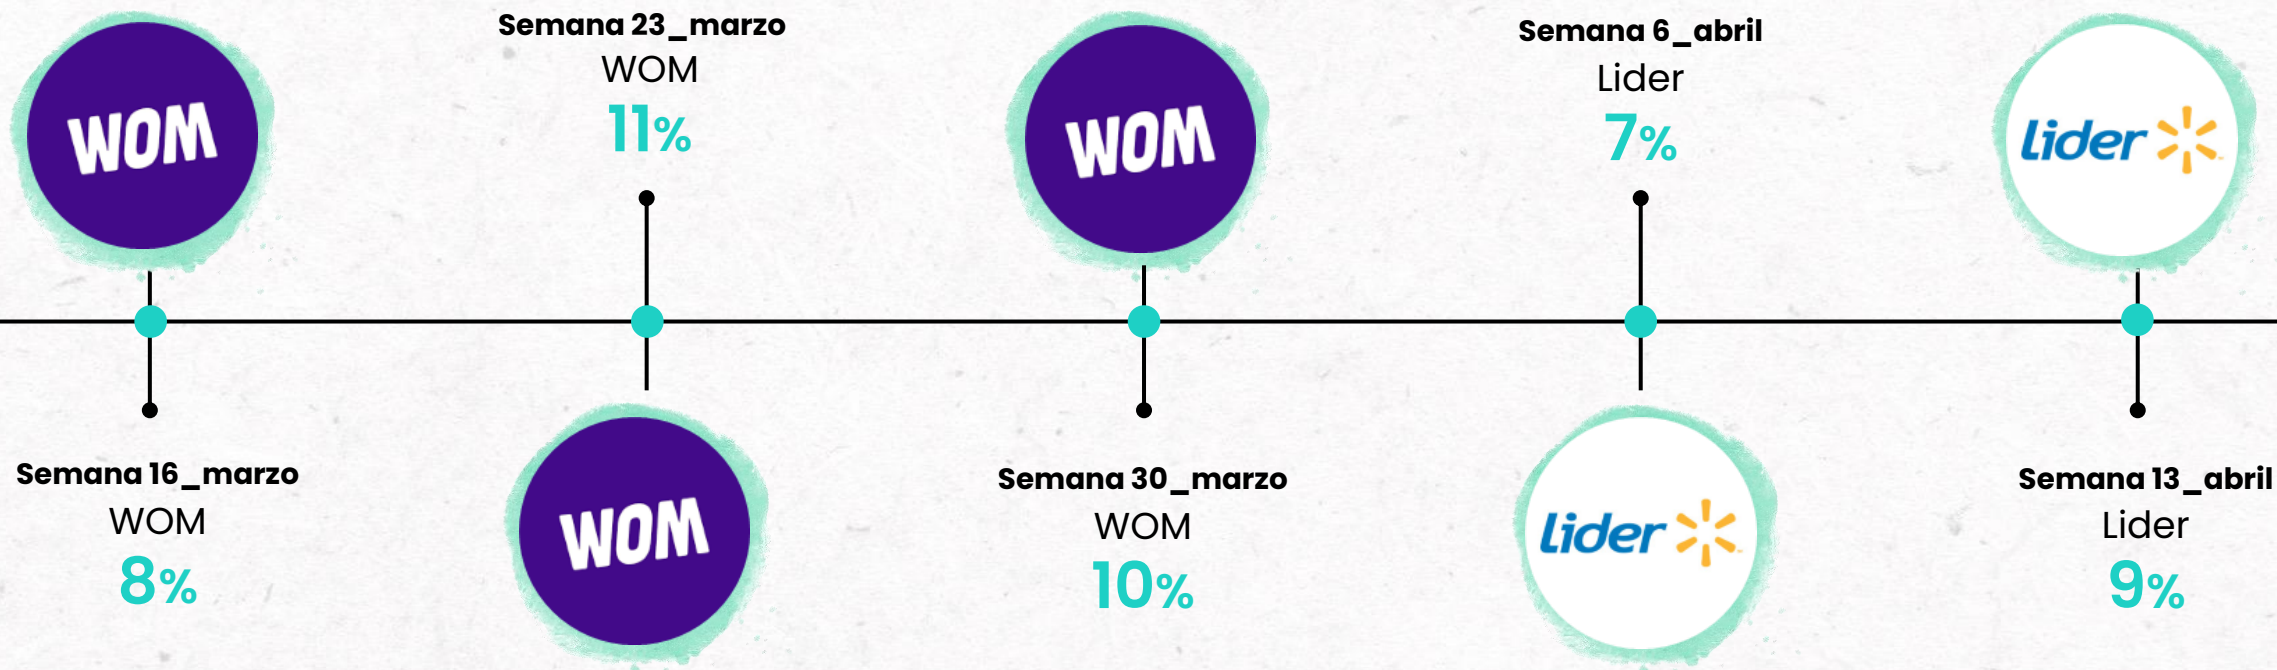 WOM
Semana 16_marzo
WOM
8%
Semana 23_marzo
WOM
11%
WOM
WOM
Semana 30_marzo
WOM
10%
Semana 6_abril
Lider
7%
Lider
Lider
Semana 13_abril
Lider
9%